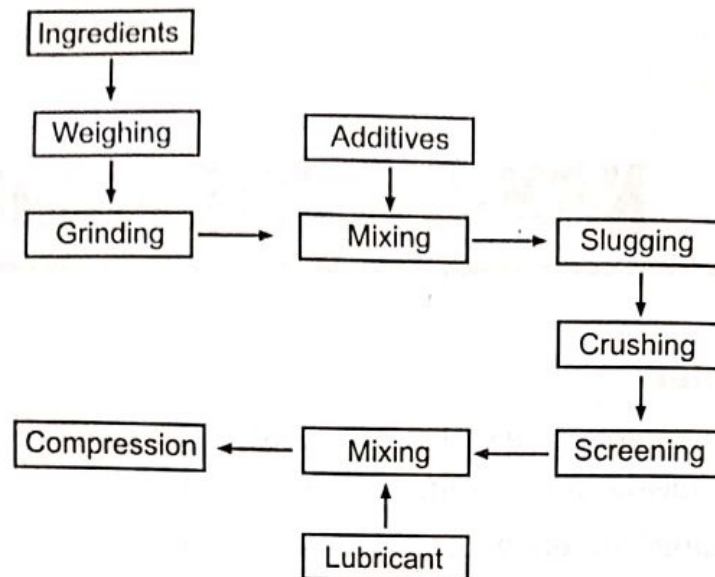 Ingredients
Weighing
Additives
Grinding
Mixing
Slugging
Crushing
Compression
Mixing
Screening
Lubricant